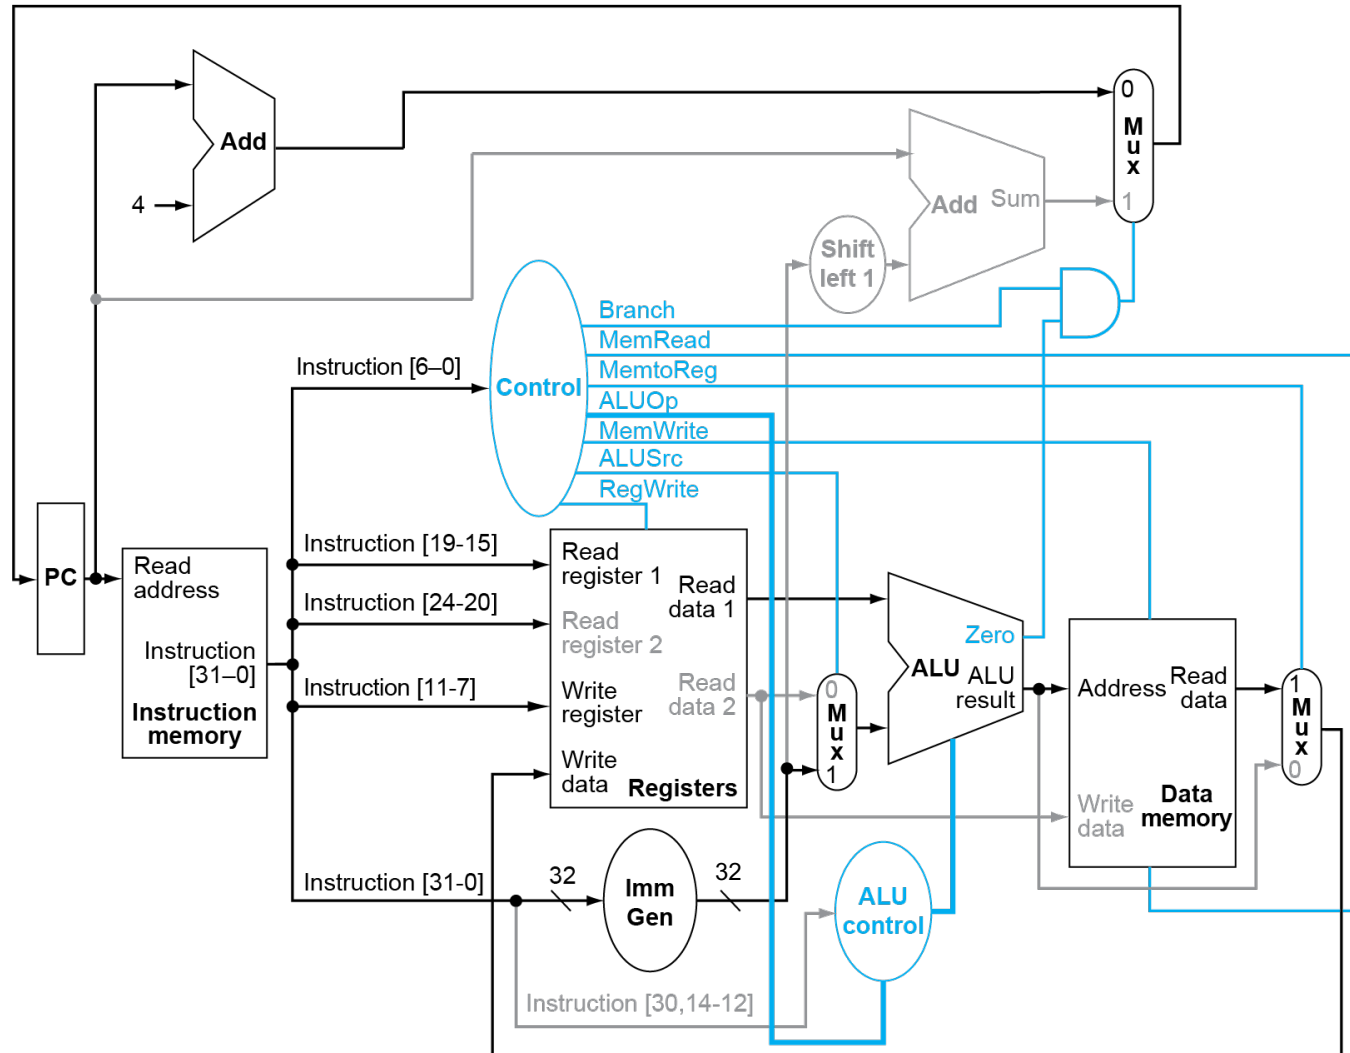 0
Mux
1
Add
4
Add
Sum
Shift
left 1
Branch
MemRead
MemtoReg
ALUOp
MemWrite
ALUSrc
RegWrite
Instruction [6–0]
Control
PC
Read
address
Instruction
[31–0]
Instruction
memory
Instruction [19-15]
Instruction [24-20]
Instruction [11-7]
Instruction [31-0]
Read
register 1
Read
data 1
Read
register 2
Read
data 2
Write
register
Write
data
Registers
0
Mux
1
Zero
ALU
ALU
result
Address
Read
data
Write
data
Data
memory
1
Mux
0
32
Imm
Gen
32
ALU
control
Instruction [30,14-12]